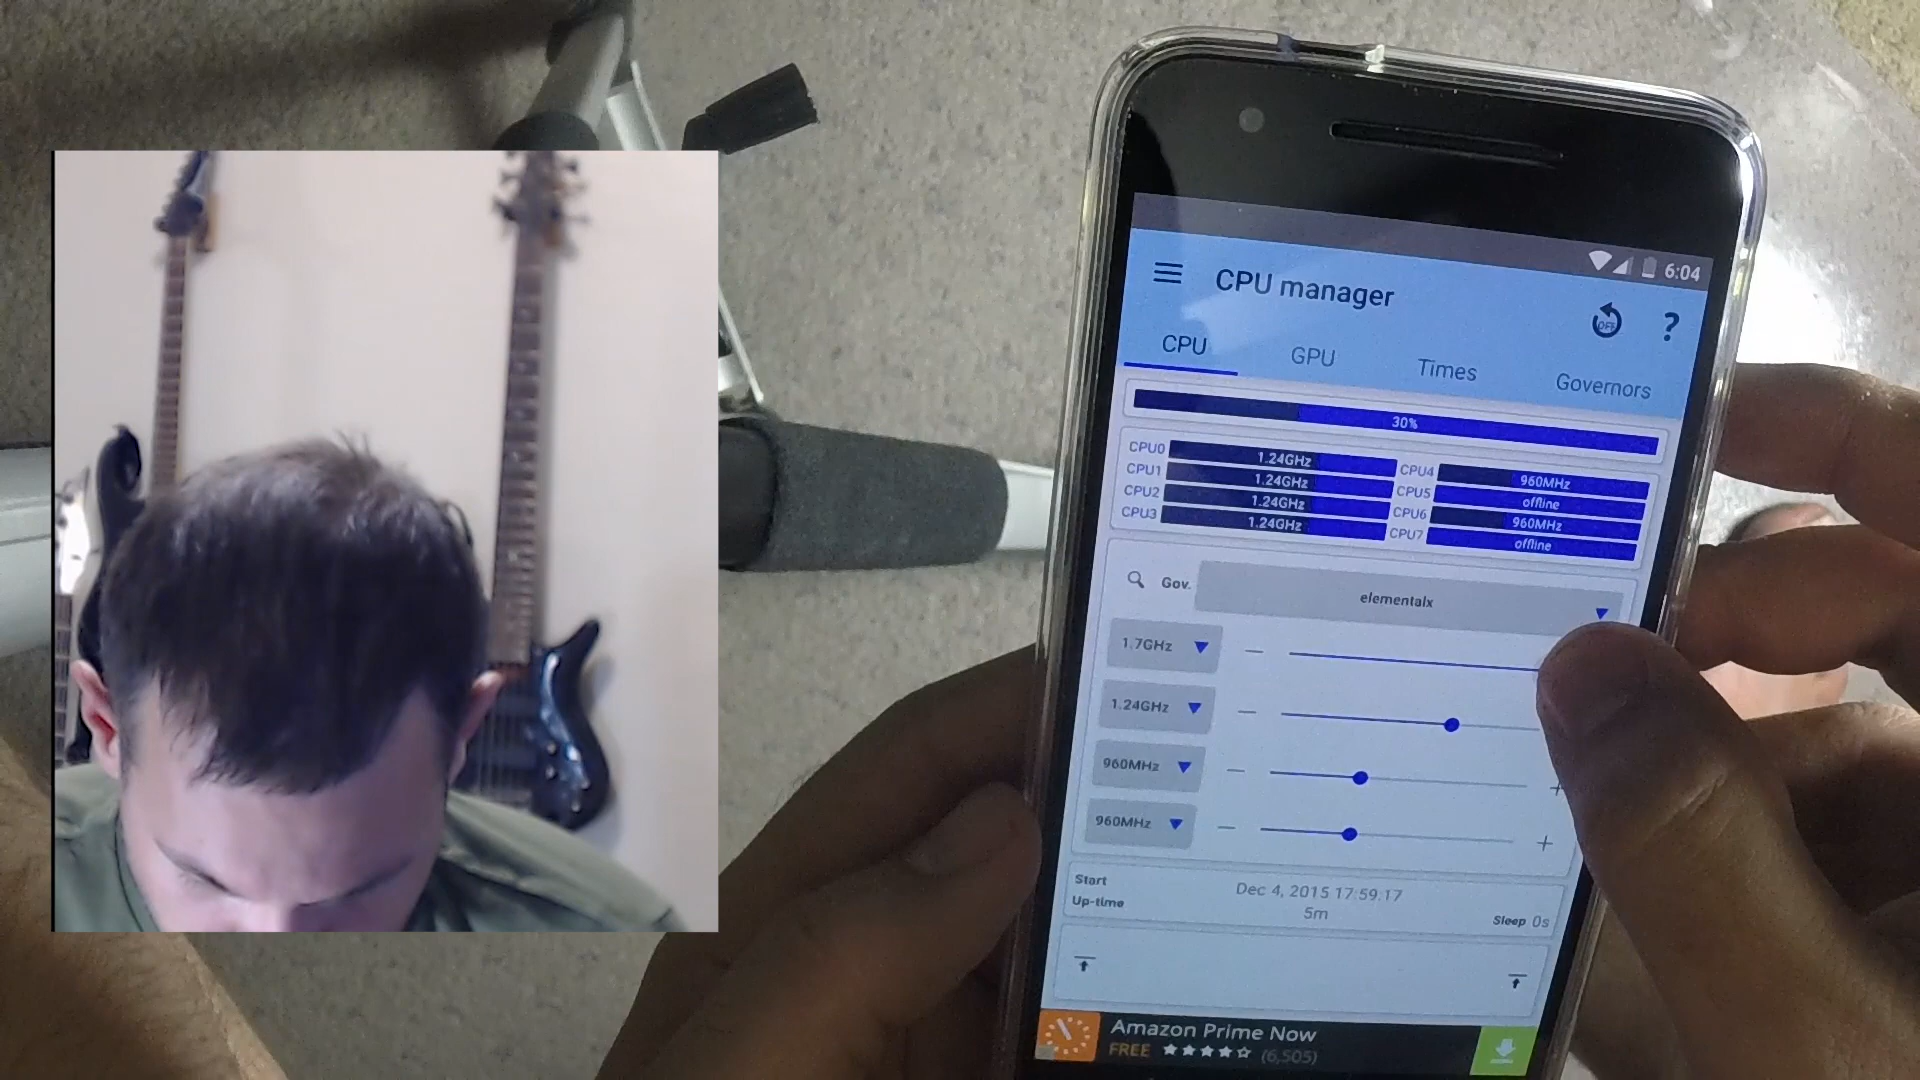 6:04
CPU manager
OFF
?
CPU
GPU
Times
Governors
30%
CPU0 1.24GHz CPU4 960MHz
CPU1 1.24GHz CPU5 offline
CPU2 1.24GHz CPU6 960MHz
CPU3 1.24GHz CPU7 offline
Gov. elementalx
1.7GHz
1.24GHz
960MHz
960MHz
Start Dec 4, 2015 17:59:17
Up-time 5m Sleep 0s
Amazon Prime Now
FREE (6,505)